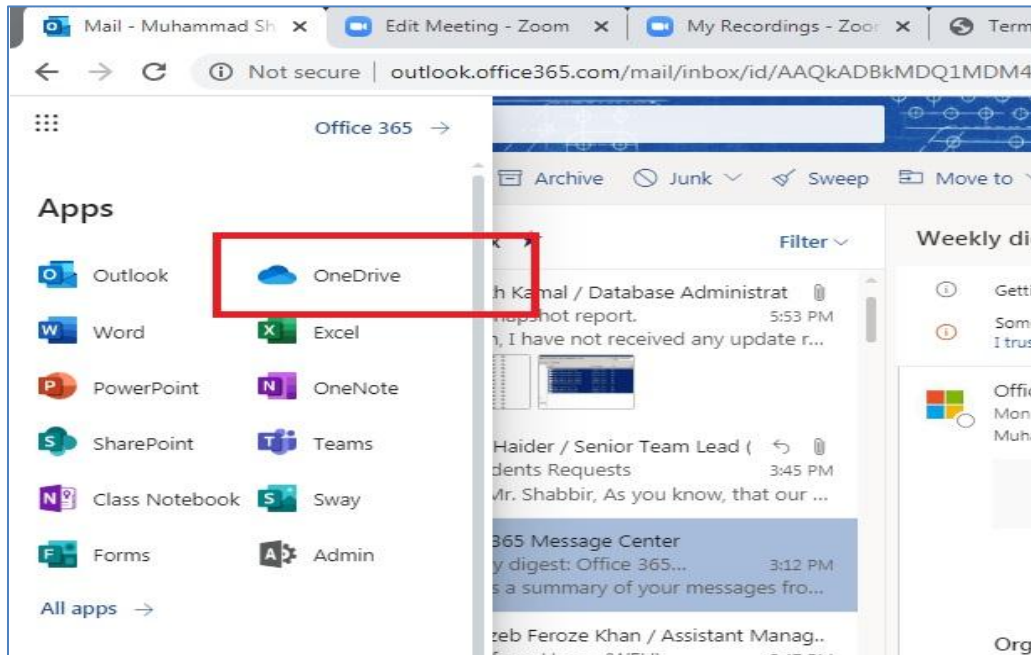 Mail - Muhammad Sh
Edit Meeting - Zoom
My Recordings - Zoo
Term
Not secure | outlook.office365.com/mail/inbox/id/AAQkADBkMDQ1MDM4
Office 365 →
Archive
Junk
Sweep
Move to
Apps
Outlook
OneDrive
Word
Excel
PowerPoint
OneNote
SharePoint
Teams
Class Notebook
Sway
Forms
Admin
All apps →
Filter
h Kamal / Database Administrat
napshot report. 5:53 PM
, I have not received any update r...
Haider / Senior Team Lead (
dents Requests 3:45 PM
Mr. Shabbir, As you know, that our ...
365 Message Center
y digest: Office 365... 3:12 PM
s a summary of your messages fro...
zeb Feroze Khan / Assistant Manag..
Weekly di
Getti
Som
I trus
Offic
Mon
Muha
Org